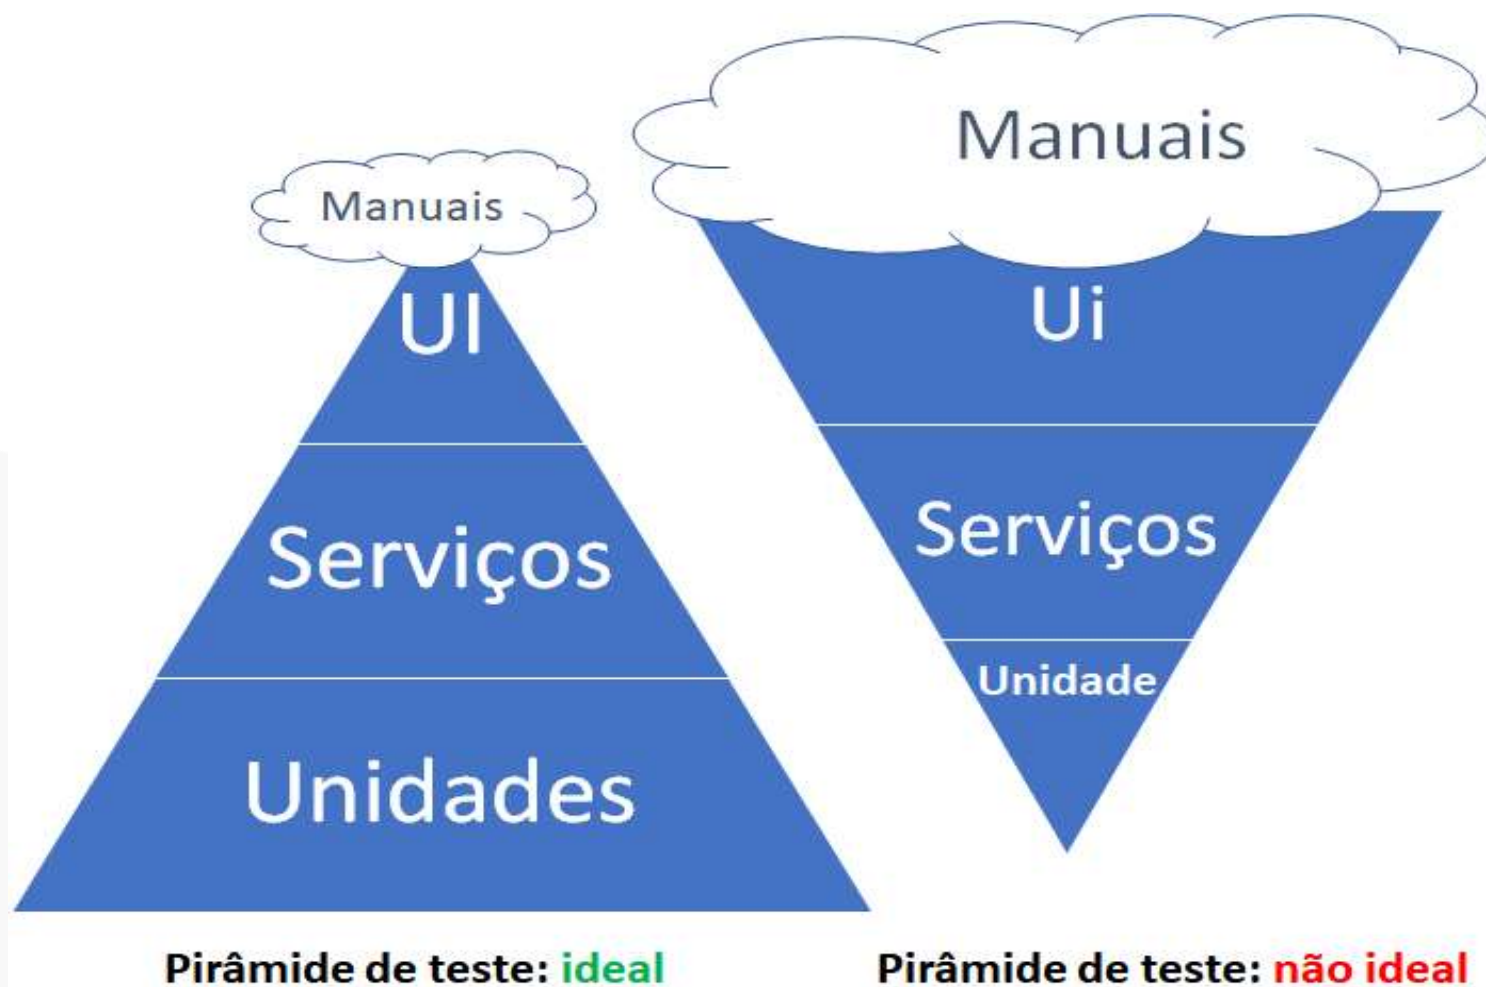 Manuais
UI
Serviços
Unidades
Pirâmide de teste: ideal
Manuais
Ui
Serviços
Unidade
Pirâmide de teste: não ideal